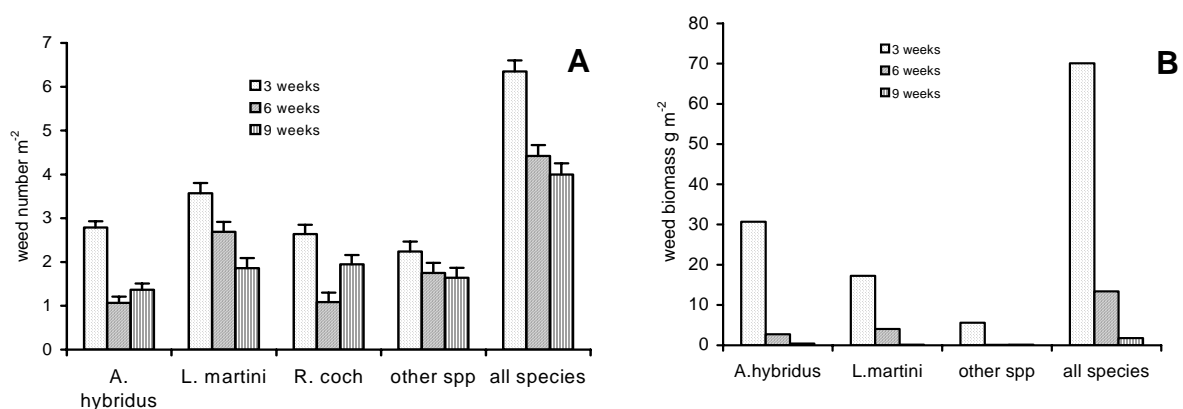 A
weed number m-2
7
6
5
4
3
2
1
0
3 weeks
6 weeks
9 weeks
A. hybridus
L. martini
R. coch
other spp
all species
B
weed biomass g m-2
80
70
60
50
40
30
20
10
0
3 weeks
6 weeks
9 weeks
A.hybridus
L.martini
other spp
all species